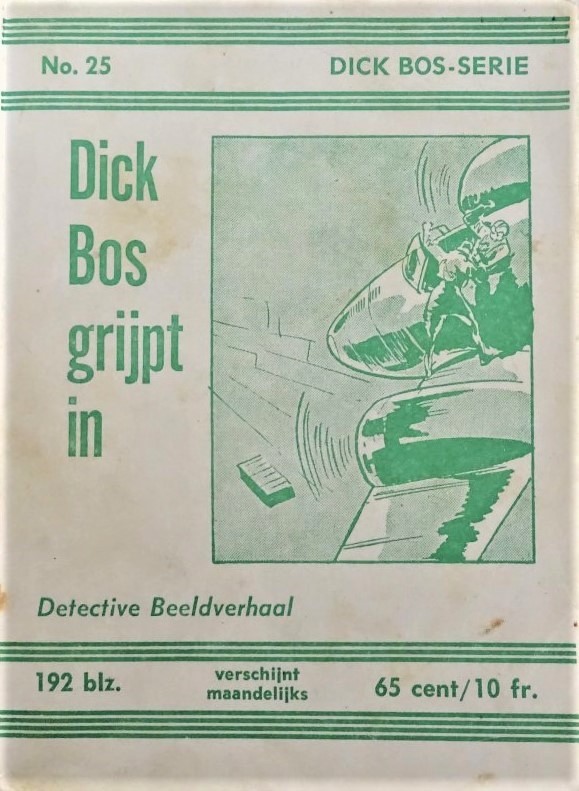 No. 25 DICK BOS-SERIE
Dick
Bos
grijpt
in
Detective Beeldverhaal
192 blz.
verschijnt
maandelijks
65 cent/10 fr.